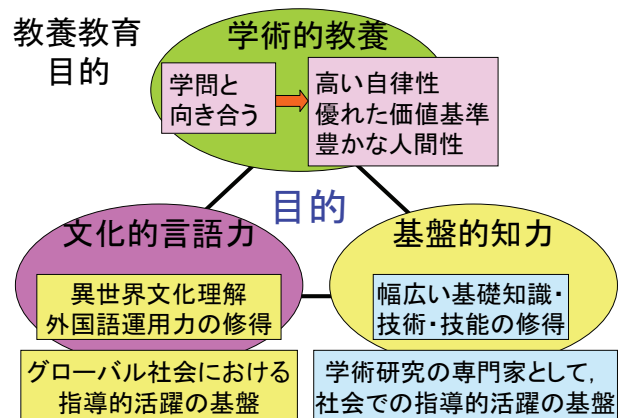 教養教育
目的
学術的教養
学問と
向き合う
高い自律性
優れた価値基準
豊かな人間性
目的
文化的言語力
異世界文化理解
外国語運用力の修得
グローバル社会における
指導的活躍の基盤
基盤的知力
幅広い基礎知識・
技術・技能の修得
学術研究の専門家として,
社会での指導的活躍の基盤